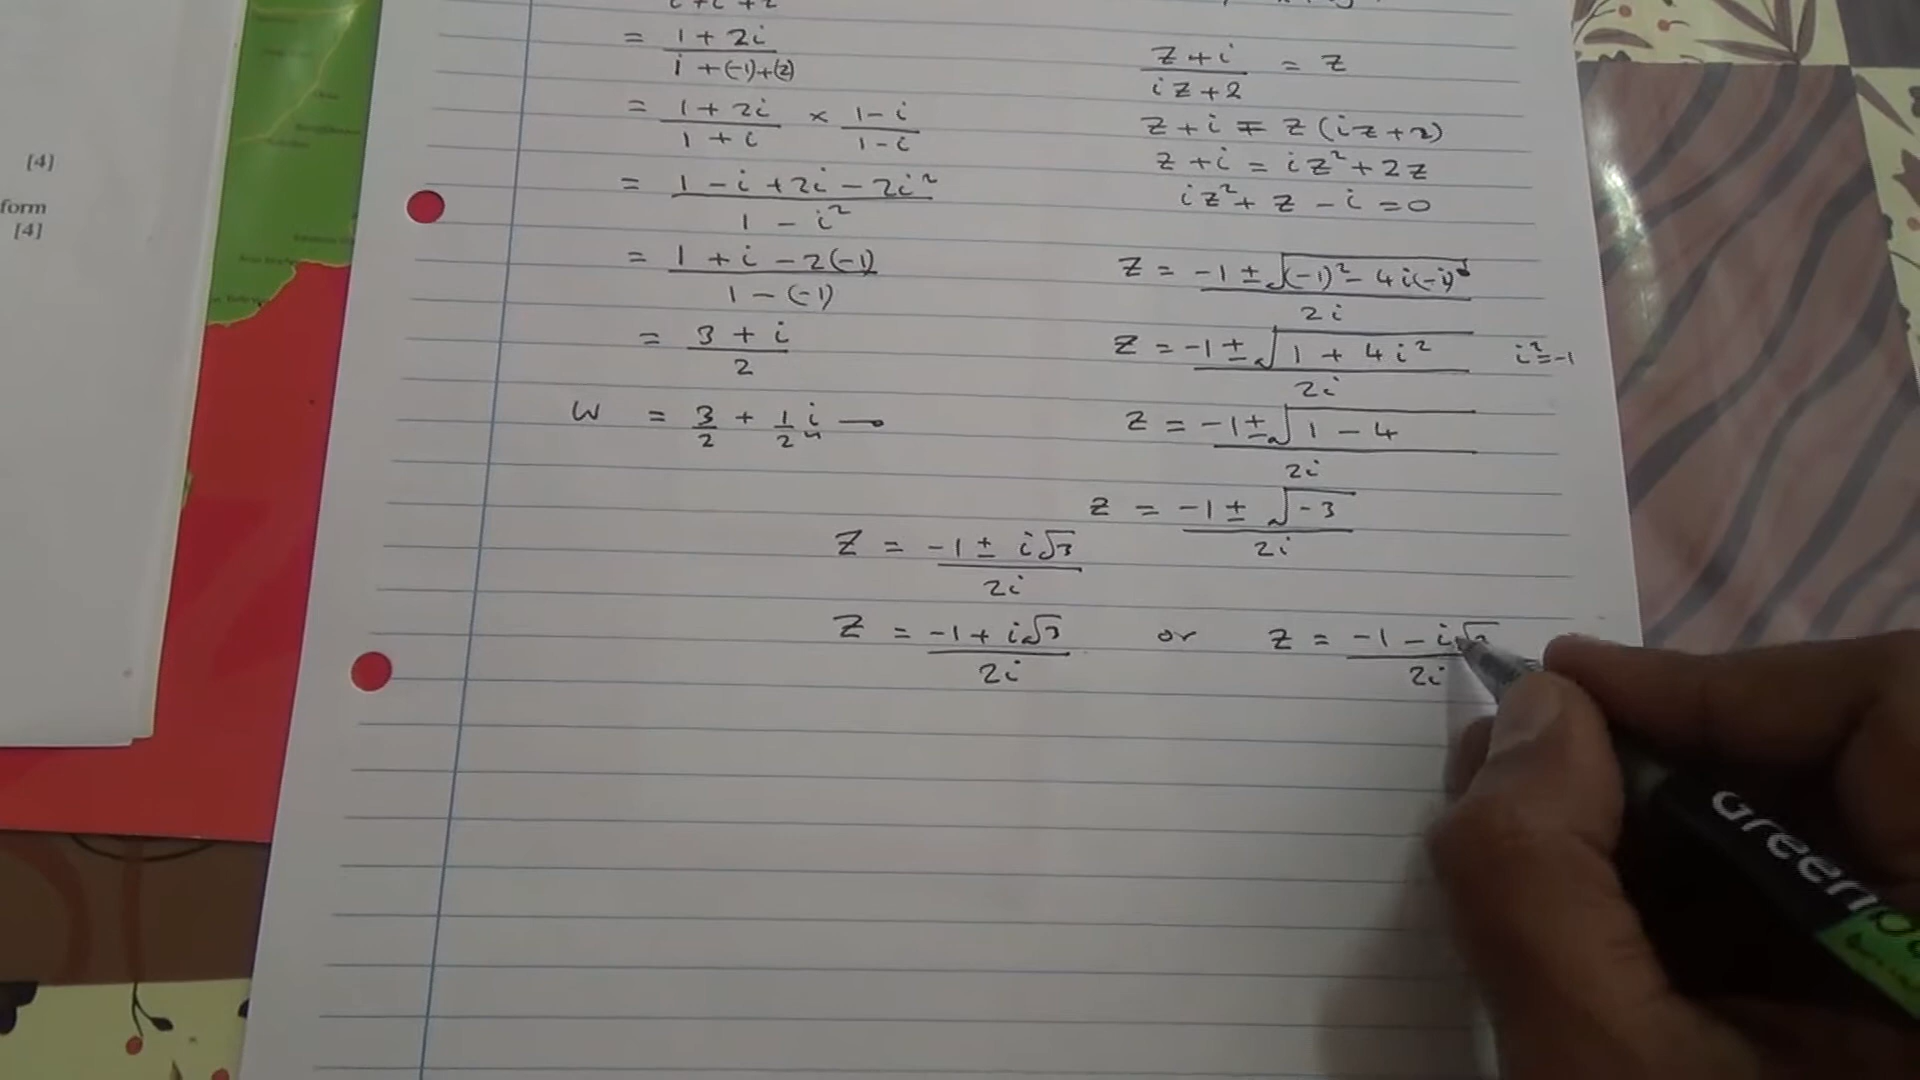 [4]
form
[4]
= 1 + 2i / i + (-1) + (2)
= 1 + 2i / 1 + i × 1 - i / 1 - i
= 1 - i + 2i - 2i² / 1 - i²
= 1 + i - 2(-1) / 1 - (-1)
= 3 + i / 2
W = 3/2 + 1/2 i
z + i / iz + 2 = z
z + i = z (iz + 2)
z + i = iz² + 2z
iz² + z - i = 0
z = -1 ± √(-1)² - 4i(-i) / 2i
z = -1 ± √1 + 4i² / 2i i² = -1
z = -1 ± √1 - 4 / 2i
z = -1 ± √-3 / 2i
z = -1 ± i√3 / 2i
z = -1 + i√3 / 2i or z = -1 - i√3 / 2i